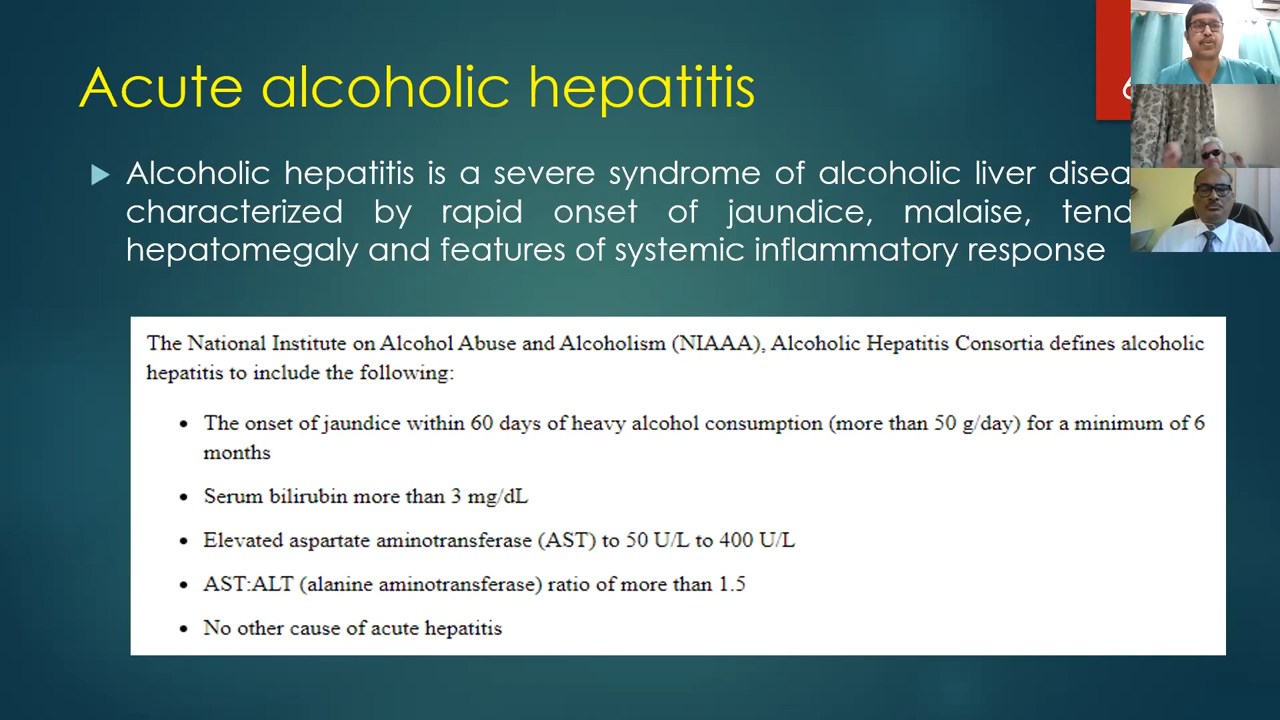 Acute alcoholic hepatitis
Alcoholic hepatitis is a severe syndrome of alcoholic liver
characterized by rapid onset of jaundice, malaise,
hepatomegaly and features of systemic inflammatory response
The National Institute on Alcohol Abuse and Alcoholism (NIAAA), Alcoholic Hepatitis Consortia defines alcoholic
hepatitis to include the following:
• The onset of jaundice within 60 days of heavy alcohol consumption (more than 50 g/day) for a minimum of 6
months
• Serum bilirubin more than 3 mg/dL
• Elevated aspartate aminotransferase (AST) to 50 U/L to 400 U/L
• AST:ALT (alanine aminotransferase) ratio of more than 1.5
• No other cause of acute hepatitis